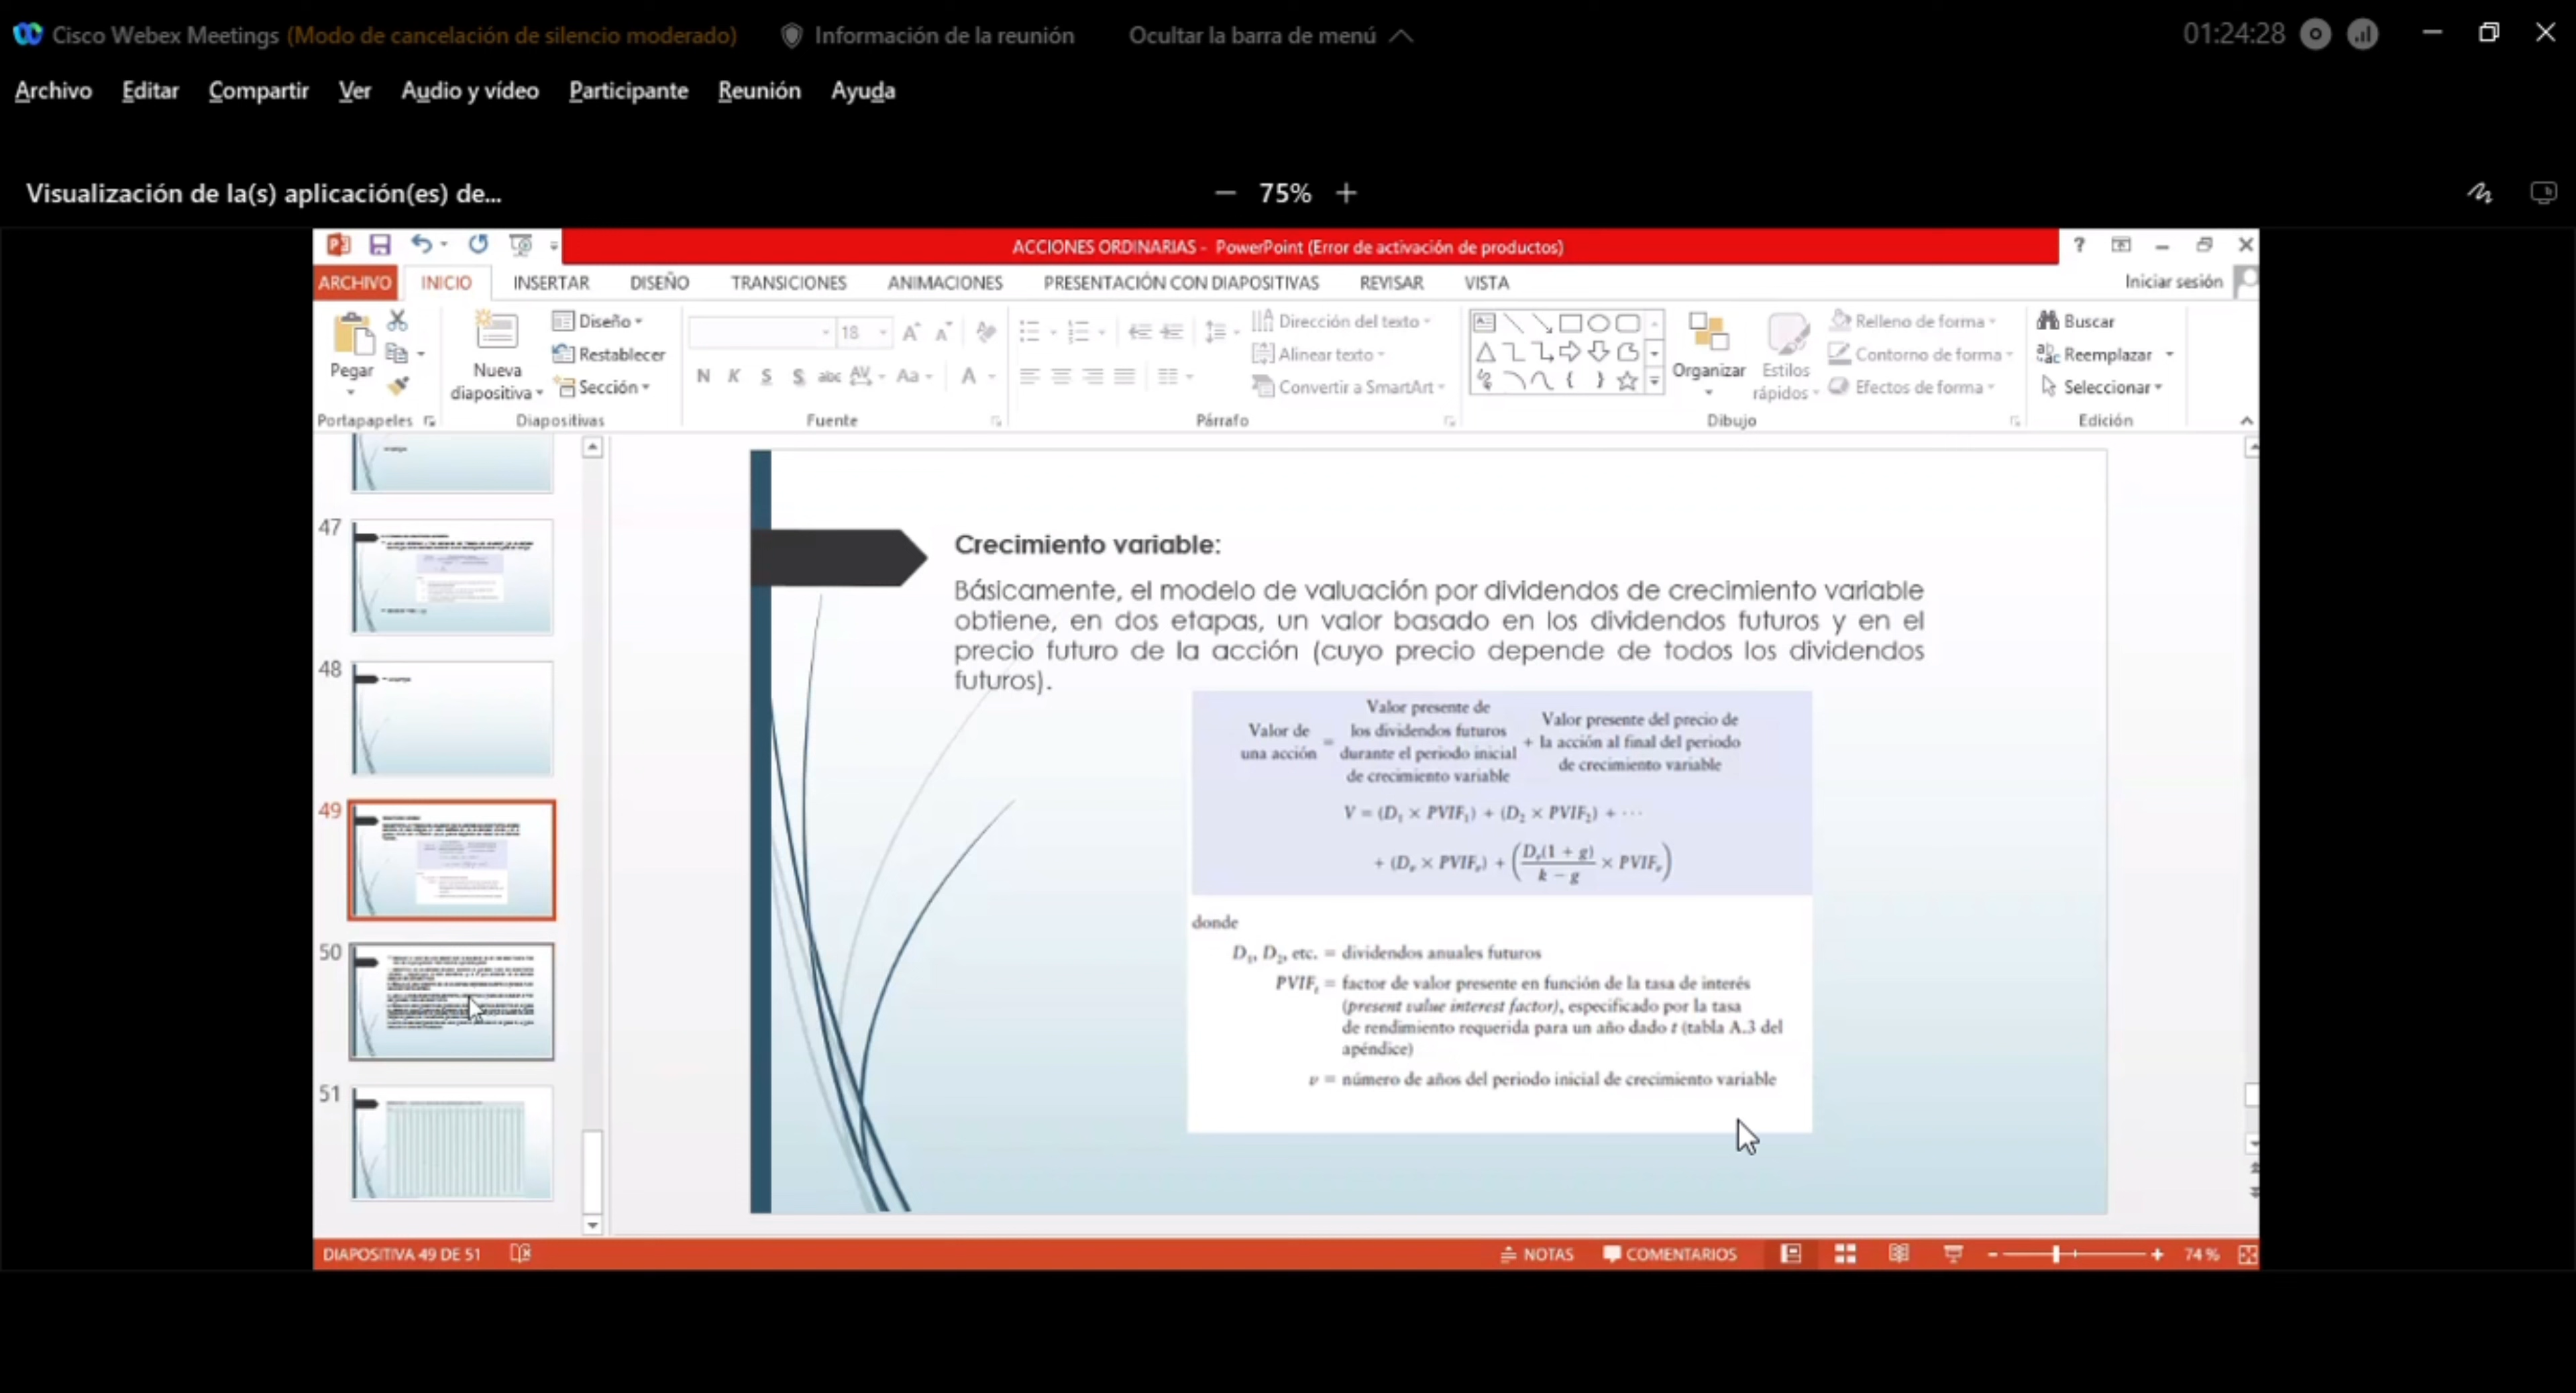 Cisco Webex Meetings (Modo de cancelación de silencio moderado) Información de la reunión Ocultar la barra de menú 01:24:28
Archivo Editar Compartir Ver Audio y vídeo Participante Reunión Ayuda
Visualización de la(s) aplicación(es) de... 75%
ACCIONES ORDINARIAS - PowerPoint (Error de activación de productos)
ARCHIVO INICIO INSERTAR DISEÑO TRANSICIONES ANIMACIONES PRESENTACIÓN CON DIAPOSITIVAS REVISAR VISTA Iniciar sesión
Pegar
Nueva diapositiva
Diseño
Restablecer
Sección
18
N K S S abc AV Aa A
Dirección del texto
Alinear texto
Convertir a SmartArt
Organizar
Estilos rápidos
Relleno de forma
Contorno de forma
Efectos de forma
Buscar
Reemplazar
Seleccionar
Portapapeles Diapositivas Fuente Párrafo Dibujo Edición
47
48
49
50
51
Crecimiento variable:
Básicamente, el modelo de valuación por dividendos de crecimiento variable
obtiene, en dos etapas, un valor basado en los dividendos futuros y en el
precio futuro de la acción (cuyo precio depende de todos los dividendos
futuros).
Valor de una acción = Valor presente de los dividendos futuros durante el periodo inicial de crecimiento variable + Valor presente del precio de la acción al final del periodo de crecimiento variable
V = (D₁ × PVIF₁) + (D₂ × PVIF₂) + ···
+ (Dᵥ × PVIFᵥ) + (Dᵥ(1 + g) / k − g × PVIFᵥ)
donde
D₁, D₂, etc. = dividendos anuales futuros
PVIFₜ = factor de valor presente en función de la tasa de interés
(present value interest factor), especificado por la tasa
de rendimiento requerida para un año dado t (tabla A.3 del
apéndice)
v = número de años del periodo inicial de crecimiento variable
DIAPOSITIVA 49 DE 51 NOTAS COMENTARIOS 74 %